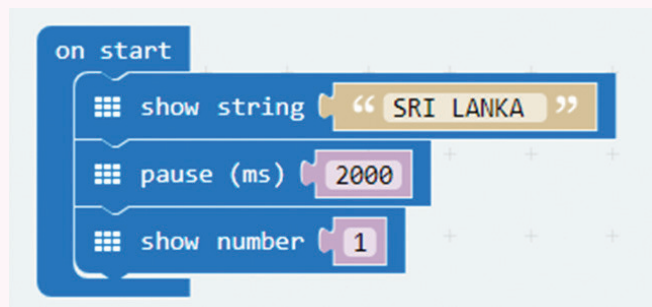 on start
show string “ SRI LANKA ”
pause (ms) 2000
show number 1